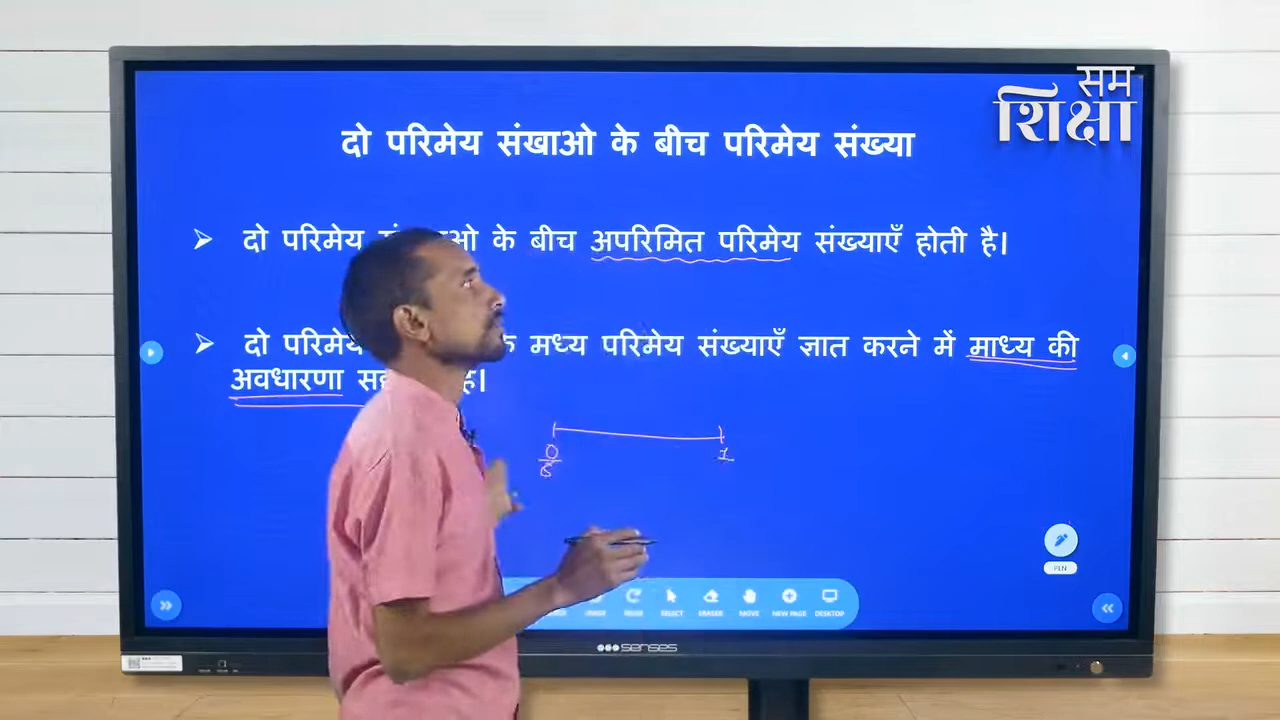 सम
शिक्षा
दो परिमेय संखाओ के बीच परिमेय संख्या
दो परिमेय ओ के बीच अपरिमित परिमेय संख्याएँ होती है।
दो परिमेय के मध्य परिमेय संख्याएँ ज्ञात करने में माध्य की
अवधारणा है।
0 1
PEN
SELECT ERASER MOVE NEW PAGE DESKTOP
senses